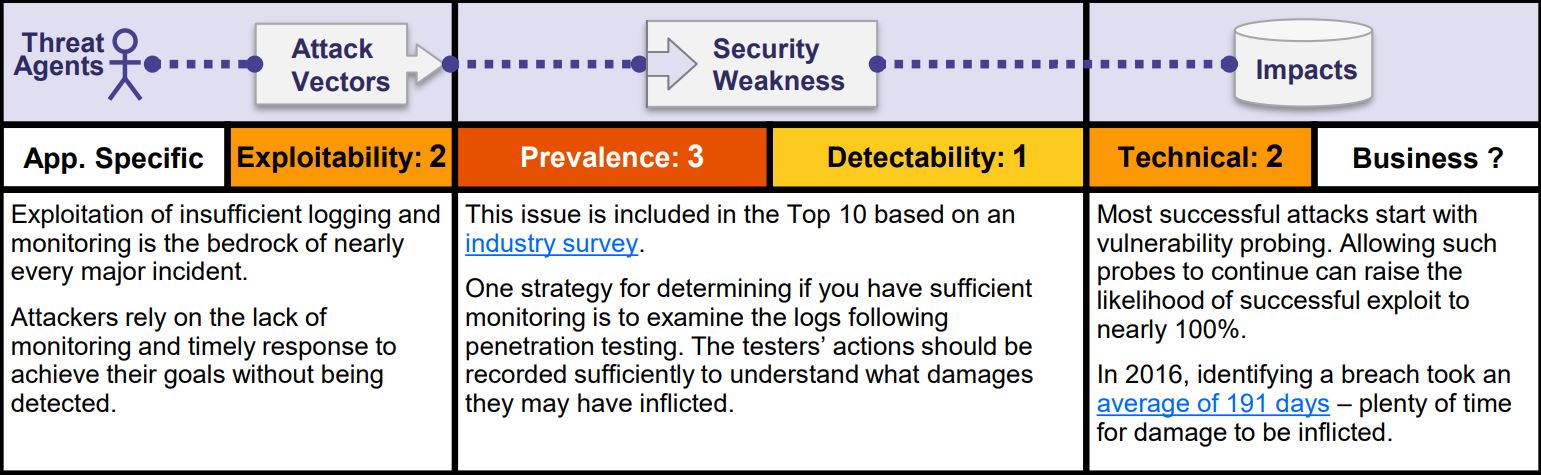 Threat
Agents
Attack
Vectors
Security
Weakness
Impacts
App. Specific
Exploitability: 2
Prevalence: 3
Detectability: 1
Technical: 2
Business ?
Exploitation of insufficient logging and
monitoring is the bedrock of nearly
every major incident.
Attackers rely on the lack of
monitoring and timely response to
achieve their goals without being
detected.
This issue is included in the Top 10 based on an
industry survey.
One strategy for determining if you have sufficient
monitoring is to examine the logs following
penetration testing. The testers’ actions should be
recorded sufficiently to understand what damages
they may have inflicted.
Most successful attacks start with
vulnerability probing. Allowing such
probes to continue can raise the
likelihood of successful exploit to
nearly 100%.
In 2016, identifying a breach took an
average of 191 days – plenty of time
for damage to be inflicted.